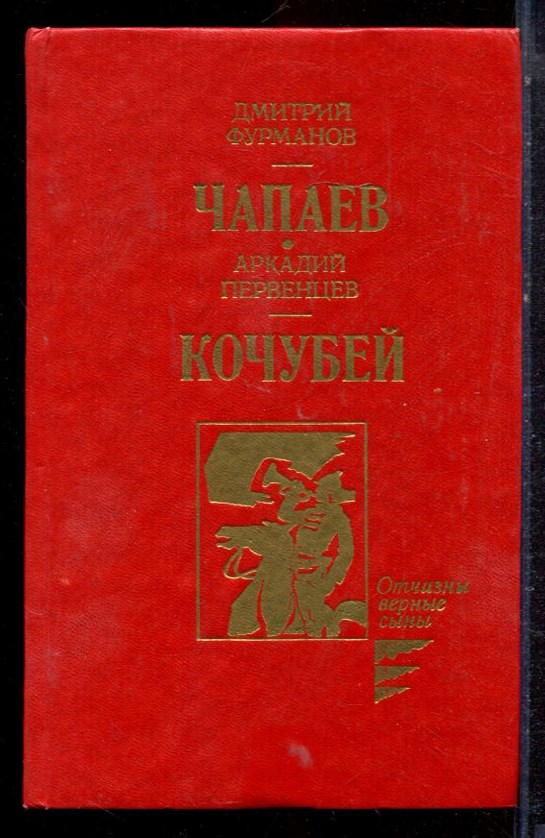 ДМИТРИЙ
ФУРМАНОВ
ЧАПАЕВ
АРКАДИЙ
ПЕРВЕНЦЕВ
КОЧУБЕЙ
Отчизны
верные
сыны